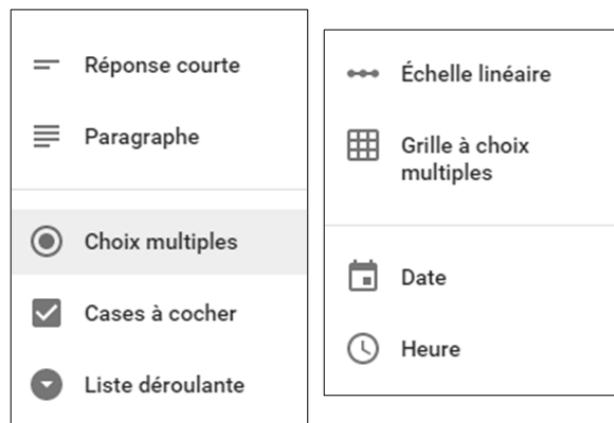 Réponse courte
Paragraphe
Choix multiples
Cases à cocher
Liste déroulante
Échelle linéaire
Grille à choix
multiples
Date
Heure